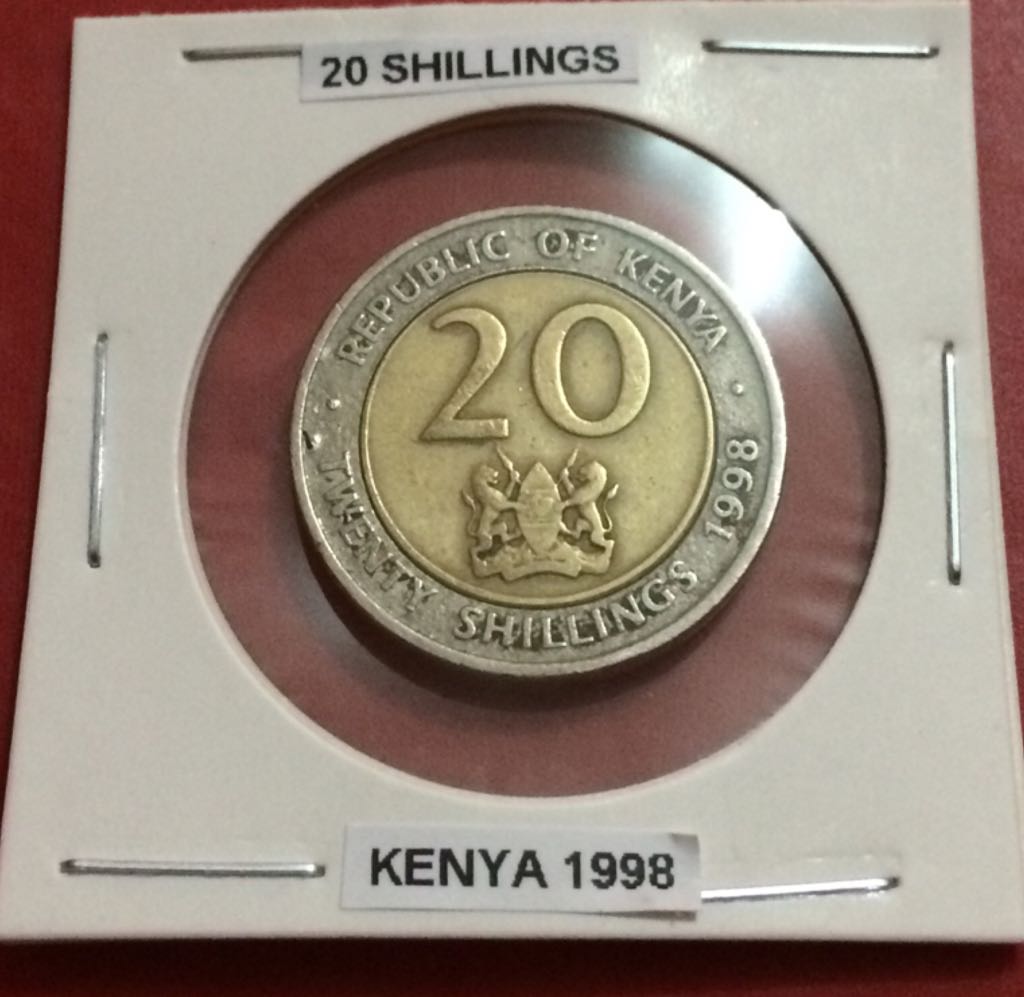 20 SHILLINGS
REPUBLIC OF KENYA
20
TWENTY SHILLINGS 1998
KENYA 1998